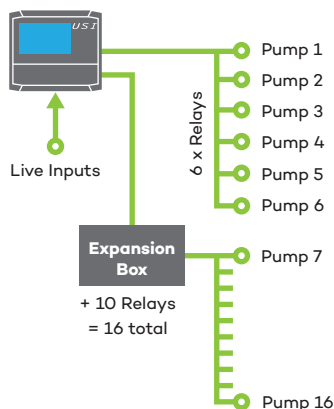 USI
Pump 1
Pump 2
Pump 3
Pump 4
Pump 5
Pump 6
6 x Relays
Live Inputs
Expansion
Box
+ 10 Relays
= 16 total
Pump 7
Pump 16